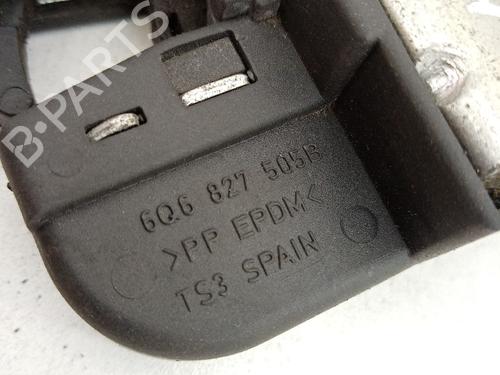 B-PARTS
6Q6 827 505B
>PP EPDM<
TS3 SPAIN